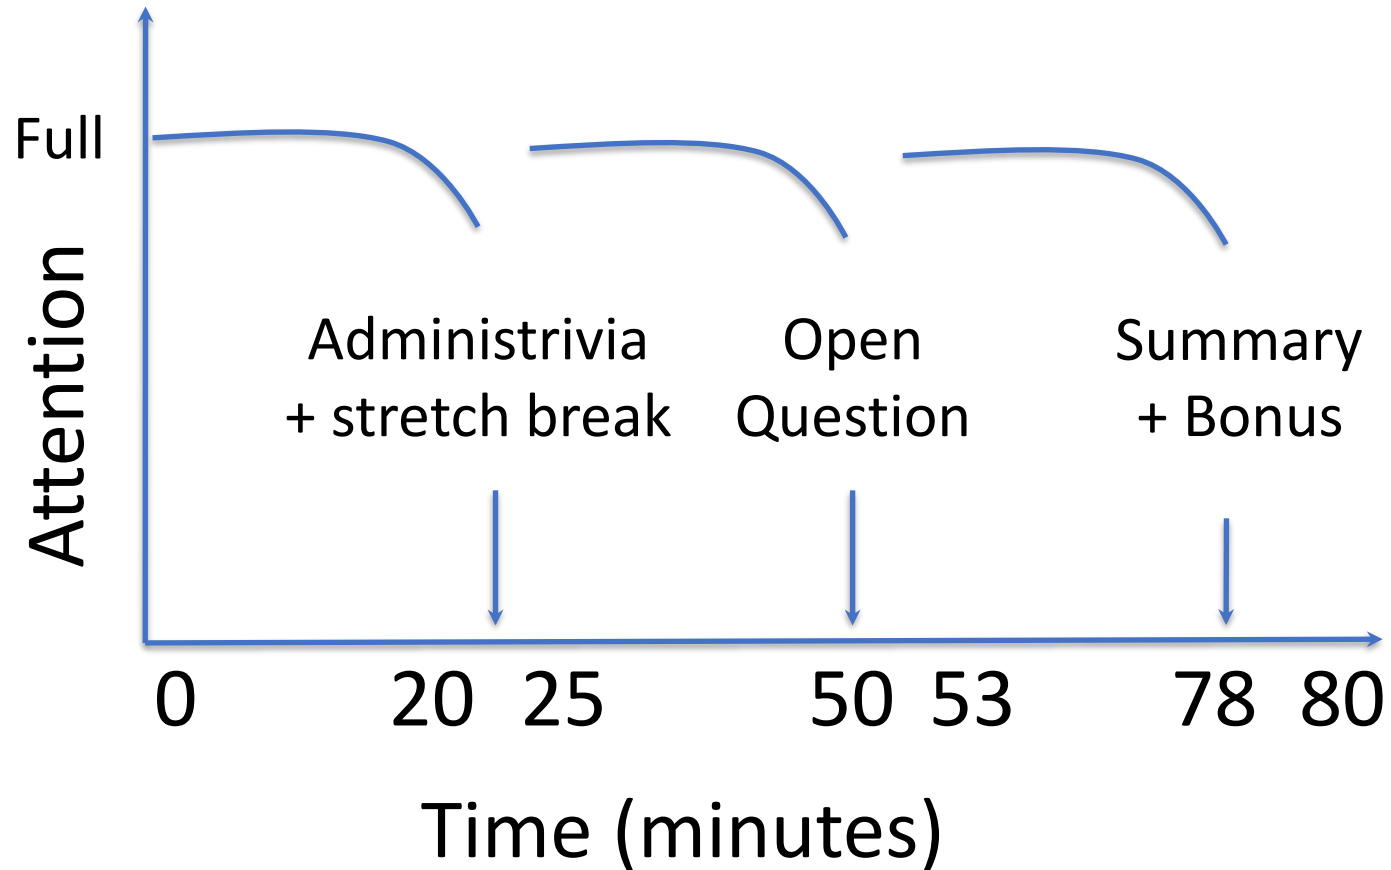 Full
Attention
Administrivia
+ stretch break
Open
Question
Summary
+ Bonus
0 20 25 50 53 78 80
Time (minutes)